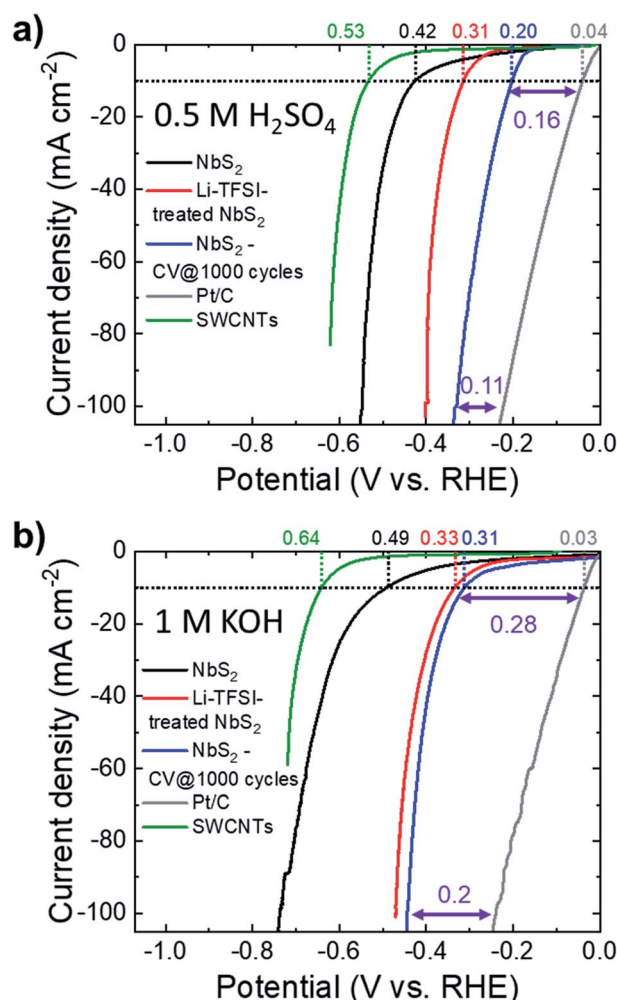 a)
0.53 0.42 0.31 0.20 0.04
0
-20
-40
-60
-80
-100
Current density (mA cm⁻²)
0.16
0.5 M H₂SO₄
NbS₂
Li-TFSI-
treated NbS₂
NbS₂ -
CV@1000 cycles
Pt/C
SWCNTs
0.11
-1.0 -0.8 -0.6 -0.4 -0.2 0.0
Potential (V vs. RHE)
b)
0.64 0.49 0.33 0.31 0.03
0
-20
-40
-60
-80
-100
Current density (mA cm⁻²)
0.28
1 M KOH
NbS₂
Li-TFSI-
treated NbS₂
NbS₂ -
CV@1000 cycles
Pt/C
SWCNTs
0.2
-1.0 -0.8 -0.6 -0.4 -0.2 0.0
Potential (V vs. RHE)